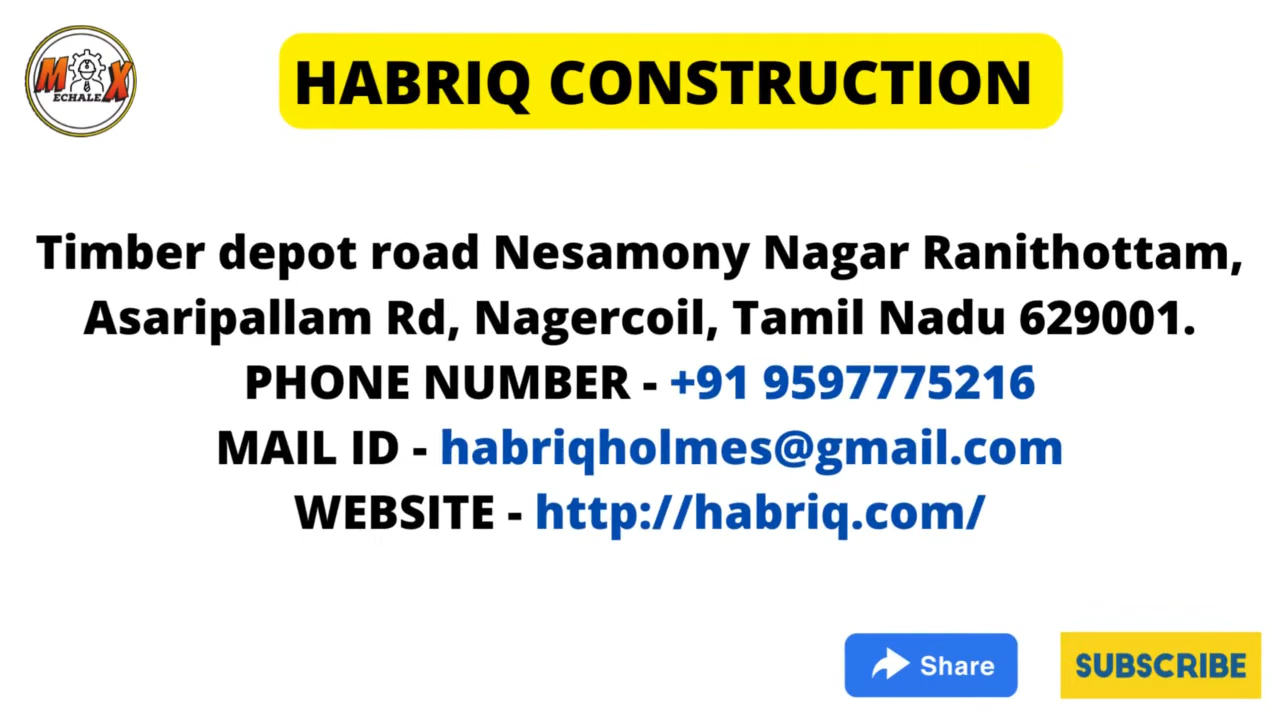 M X
ECHALE
HABRIQ CONSTRUCTION
Timber depot road Nesamony Nagar Ranithottam,
Asaripallam Rd, Nagercoil, Tamil Nadu 629001.
PHONE NUMBER - +91 9597775216
MAIL ID - habriqholmes@gmail.com
WEBSITE - http://habriq.com/
Share
SUBSCRIBE